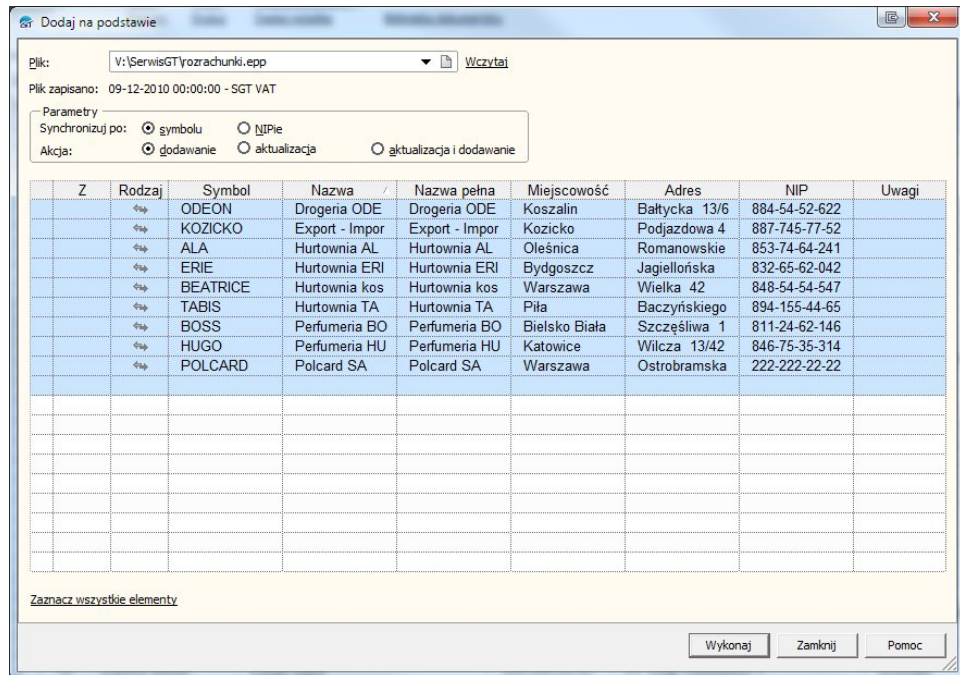 Dodaj na podstawie
Plik: V:\SerwisGT\rozrachunki.epp Wczytaj
Plik zapisano: 09-12-2010 00:00:00 - SGT VAT
Parametry
Synchronizuj po: symbolu NIPie
Akcja: dodawanie aktualizacja aktualizacja i dodawanie
Z Rodzaj Symbol Nazwa Nazwa pełna Miejscowość Adres NIP Uwagi
ODEON Drogeria ODE Drogeria ODE Koszalin Bałtycka 13/6 884-54-52-622
KOZICKO Export - Impor Export - Impor Kozicko Podjazdowa 4 887-745-77-52
ALA Hurtownia AL Hurtownia AL Oleśnica Romanowskie 853-74-64-241
ERIE Hurtownia ERI Hurtownia ERI Bydgoszcz Jagiellońska 832-65-62-042
BEATRICE Hurtownia kos Hurtownia kos Warszawa Wielka 42 848-54-54-547
TABIS Hurtownia TA Hurtownia TA Piła Baczyńskiego 894-155-44-65
BOSS Perfumeria BO Perfumeria BO Bielsko Biała Szczęśliwa 1 811-24-62-146
HUGO Perfumeria HU Perfumeria HU Katowice Wilcza 13/42 846-75-35-314
POLCARD Polcard SA Polcard SA Warszawa Ostrobramska 222-222-22-22
Zaznacz wszystkie elementy
Wykonaj Zamknij Pomoc